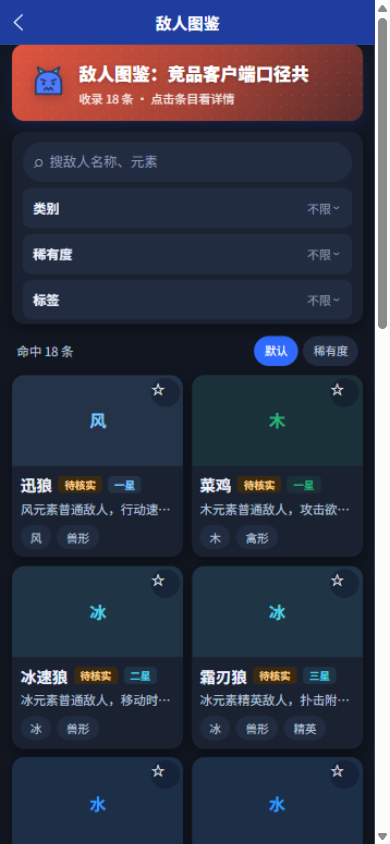 敌人图鉴
敌人图鉴：竞品客户端口径共
收录 18 条 · 点击条目看详情
搜敌人名称、元素
类别 不限
稀有度 不限
标签 不限
命中 18 条 默认 稀有度
风
迅狼 待核实 一星
风元素普通敌人，行动速…
风 兽形
木
菜鸡 待核实 一星
木元素普通敌人，攻击欲…
木 禽形
冰
冰速狼 待核实 二星
冰元素普通敌人，移动时…
冰 兽形
冰
霜刃狼 待核实 三星
冰元素精英敌人，扑击附…
冰 兽形 精英
水
水